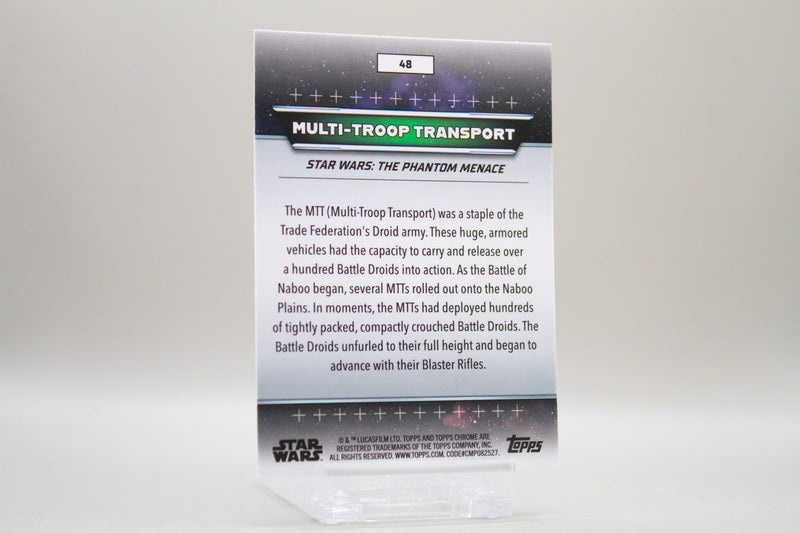 48
MULTI-TROOP TRANSPORT
STAR WARS: THE PHANTOM MENACE
The MTT (Multi-Troop Transport) was a staple of the
Trade Federation's Droid army. These huge, armored
vehicles had the capacity to carry and release over
a hundred Battle Droids into action. As the Battle of
Naboo began, several MTTs rolled out onto the Naboo
Plains. In moments, the MTTs had deployed hundreds
of tightly packed, compactly crouched Battle Droids. The
Battle Droids unfurled to their full height and began to
advance with their Blaster Rifles.
STAR
WARS
© & ™ LUCASFILM LTD. TOPPS AND TOPPS CHROME ARE
REGISTERED TRADEMARKS OF THE TOPPS COMPANY, INC.
ALL RIGHTS RESERVED. WWW.TOPPS.COM. CODE#CMP082527.
topps